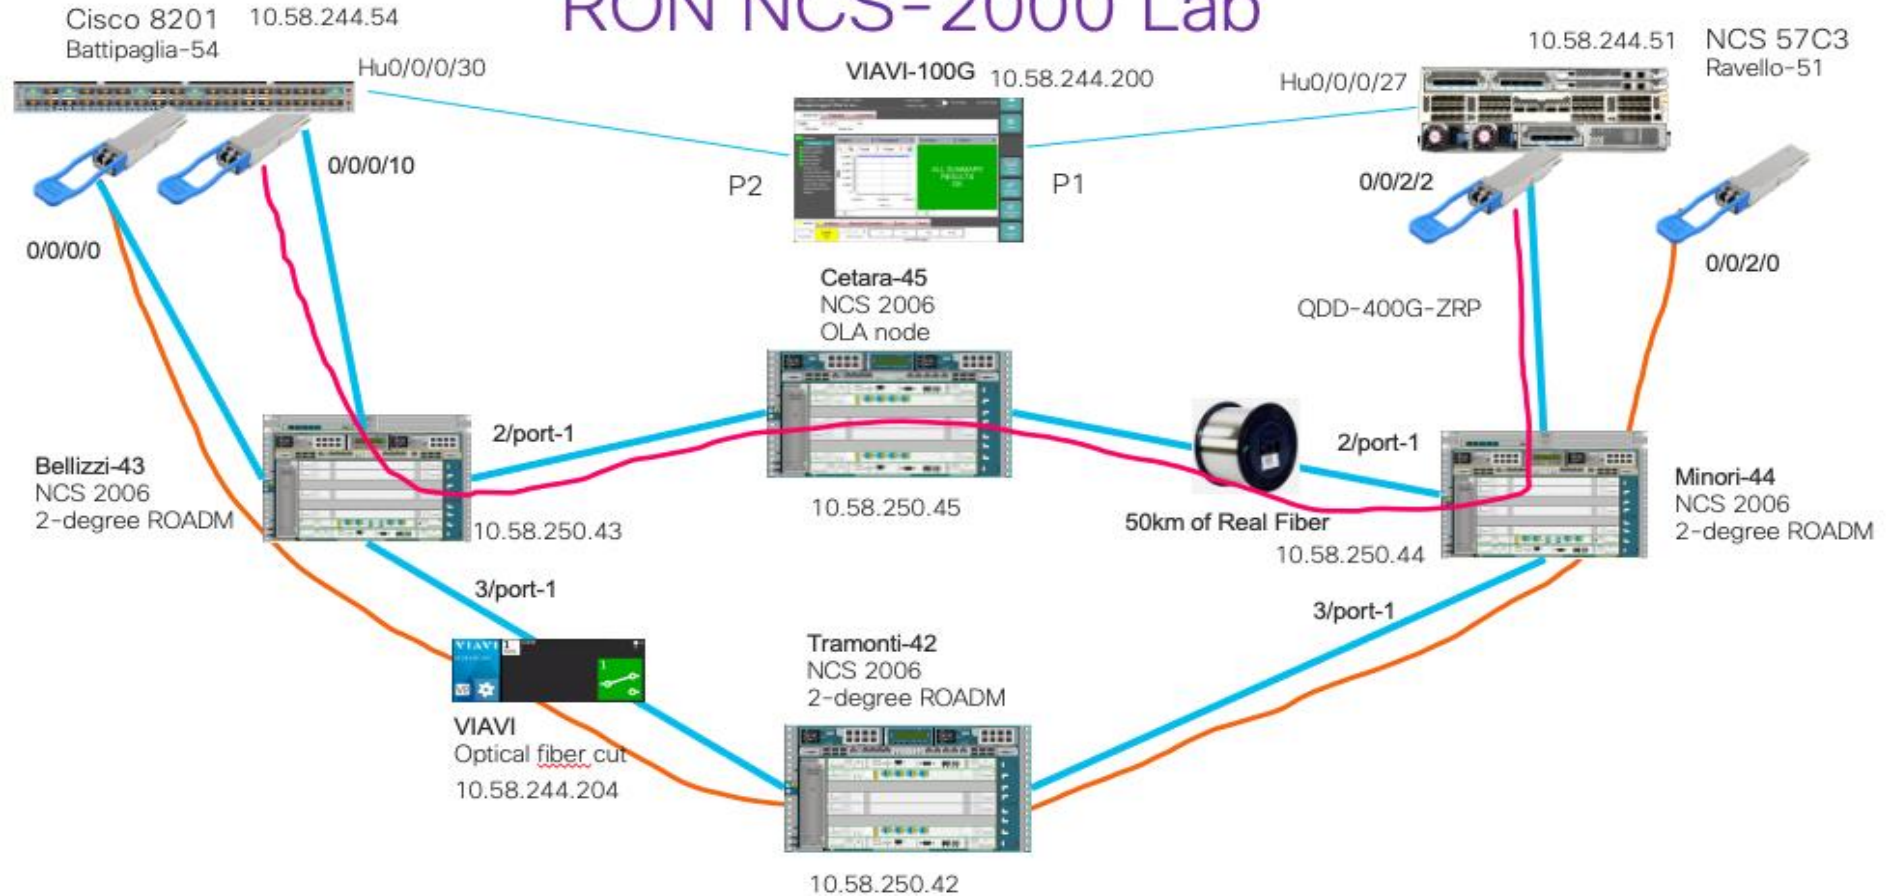 RON NCS-2000 Lab
Cisco 8201
10.58.244.54
Battipaglia-54
Hu0/0/0/30
VIAVI-100G
10.58.244.200
10.58.244.51
NCS 57C3
Ravello-51
Hu0/0/0/27
ALL SUMMARY
RESULTS
OK
P2
P1
0/0/0/10
0/0/0/0
0/0/2/2
0/0/2/0
Cetara-45
NCS 2006
OLA node
QDD-400G-ZRP
2/port-1
2/port-1
Bellizzi-43
NCS 2006
2-degree ROADM
10.58.250.43
10.58.250.45
50km of Real Fiber
10.58.250.44
Minori-44
NCS 2006
2-degree ROADM
3/port-1
3/port-1
VIAVI
1
1
VIAVI
Optical fiber cut
10.58.244.204
Tramonti-42
NCS 2006
2-degree ROADM
10.58.250.42